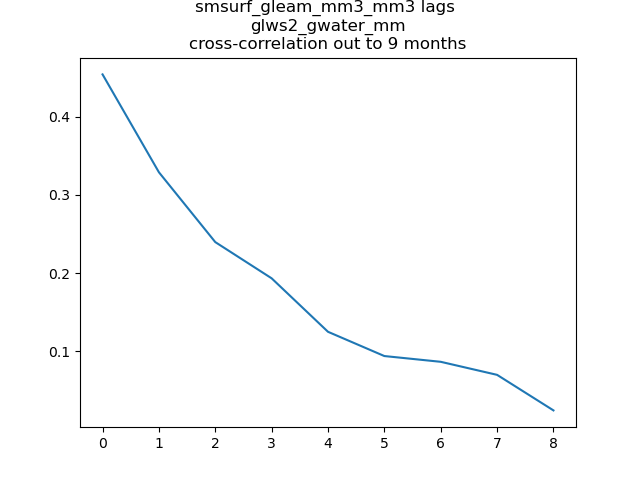 smsurf_gleam_mm3_mm3 lags
glws2_gwater_mm
cross-correlation out to 9 months
0.4
0.3
0.2
0.1
0 1 2 3 4 5 6 7 8